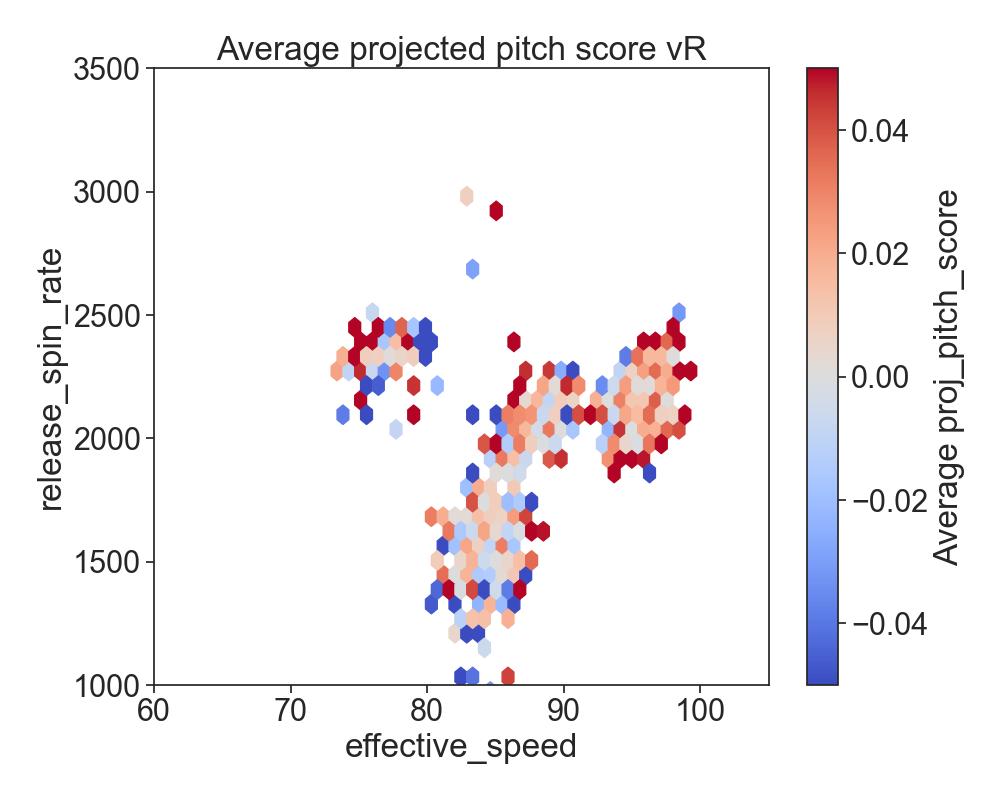 Average projected pitch score vR
3500
3000
2500
2000
1500
1000
release_spin_rate
60 70 80 90 100
effective_speed
0.04
0.02
0.00
−0.02
−0.04
Average proj_pitch_score